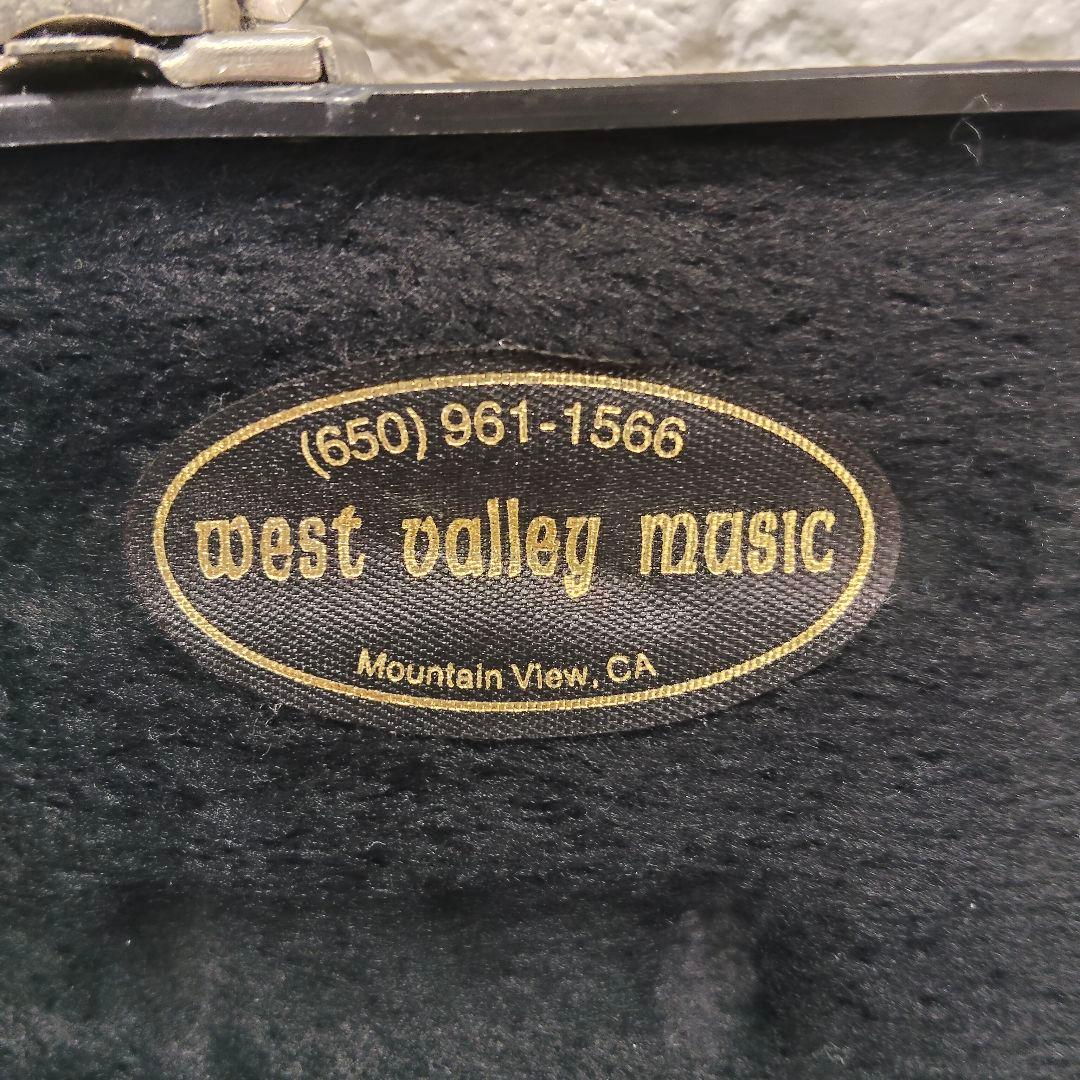 (650) 961-1566
west valley music
Mountain View, CA